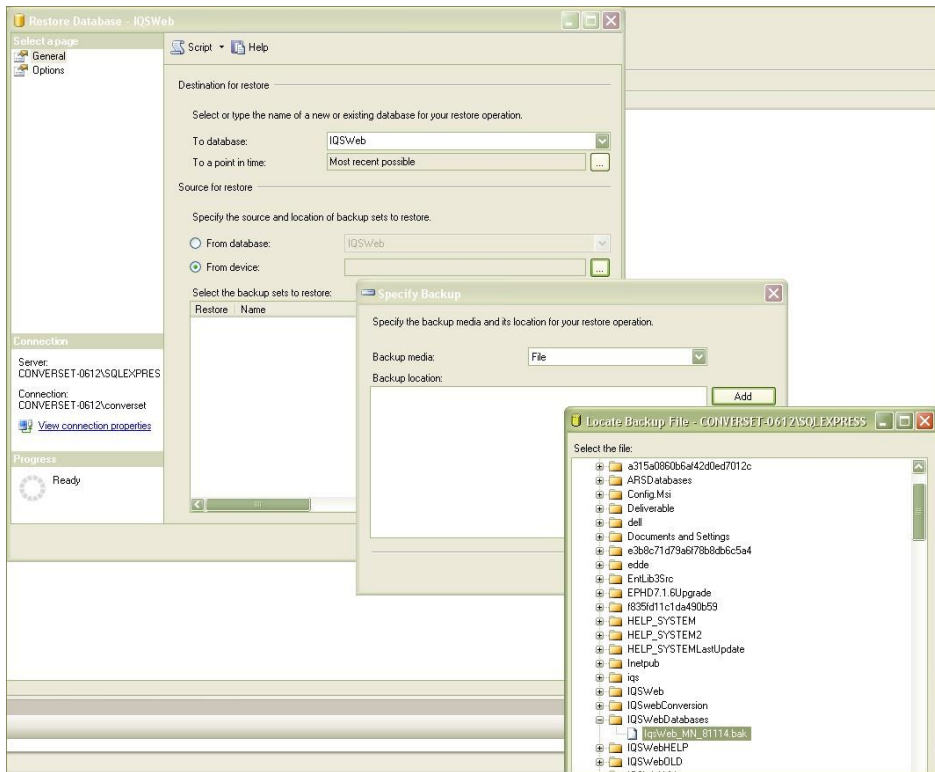 Restore Database - IQSWeb
Select a page
General
Options
Script
Help
Destination for restore
Select or type the name of a new or existing database for your restore operation.
To database:
IQSWeb
To a point in time:
Most recent possible
...
Source for restore
Specify the source and location of backup sets to restore.
From database:
IQSWeb
From device:
...
Select the backup sets to restore:
Restore Name
Connection
Server:
CONVERSET-0612\SQLEXPRES
Connection:
CONVERSET-0612\converset
View connection properties
Progress
Ready
Specify Backup
Specify the backup media and its location for your restore operation.
Backup media:
File
Backup location:
Add
Locate Backup File - CONVERSET-0612\SQLEXPRESS
Select the file:
a315a0860b6af42d0ed7012c
ARSDatabases
Config.Msi
Deliverable
dell
Documents and Settings
e3b8c71d79a6f78b8db6c5a4
edde
EntLib3Src
EPHD7.1.6Upgrade
f835fd11c1da490b59
HELP_SYSTEM
HELP_SYSTEM2
HELP_SYSTEMLastUpdate
Inetpub
iqs
IQSWeb
IQSwebConversion
IQSWebDatabases
IqsWeb_MN_81114.bak
IQSWebHELP
IQSWebOLD